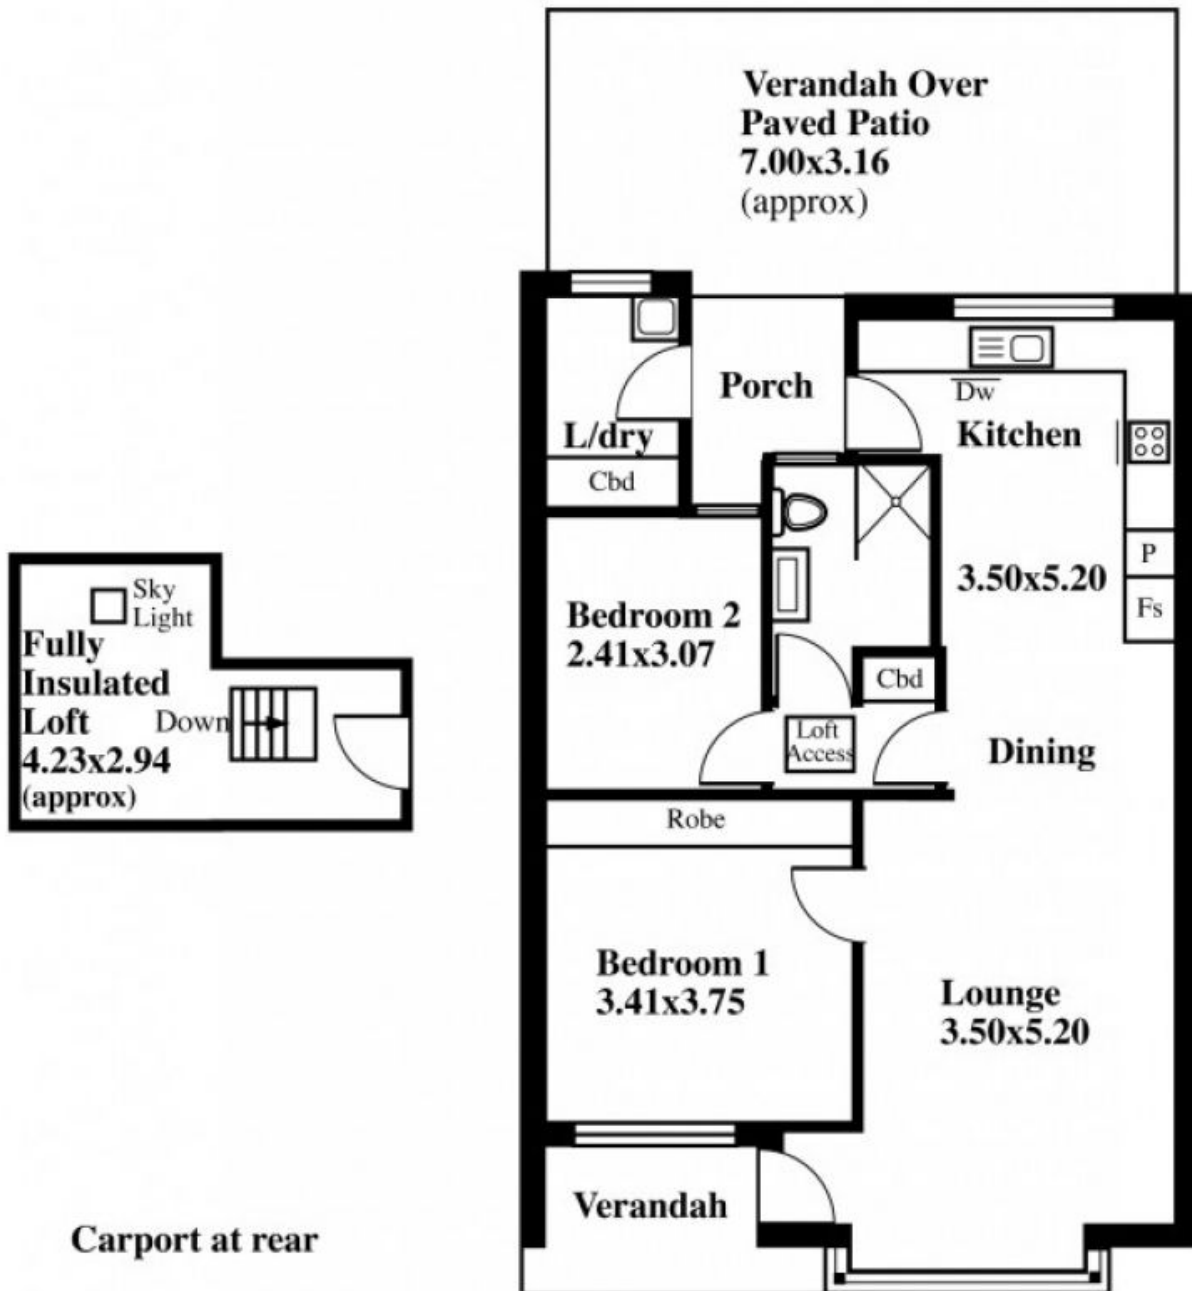 Verandah Over
Paved Patio
7.00x3.16
(approx)
Porch
Dw
L/dry
Kitchen
Cbd
P
3.50x5.20
Fs
Sky
Light
Bedroom 2
2.41x3.07
Fully
Insulated
Loft
4.23x2.94
(approx)
Down
Cbd
Loft
Access
Dining
Robe
Bedroom 1
3.41x3.75
Lounge
3.50x5.20
Verandah
Carport at rear